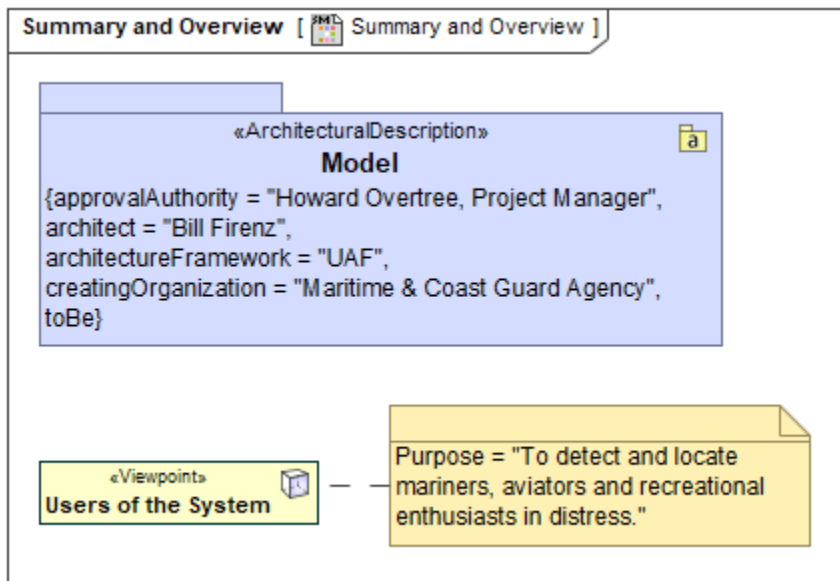 Summary and Overview [ Summary and Overview ]
«ArchitecturalDescription»
Model
{approvalAuthority = "Howard Overtree, Project Manager",
architect = "Bill Firenz",
architectureFramework = "UAF",
creatingOrganization = "Maritime & Coast Guard Agency",
toBe}
«Viewpoint»
Users of the System
Purpose = "To detect and locate
mariners, aviators and recreational
enthusiasts in distress."